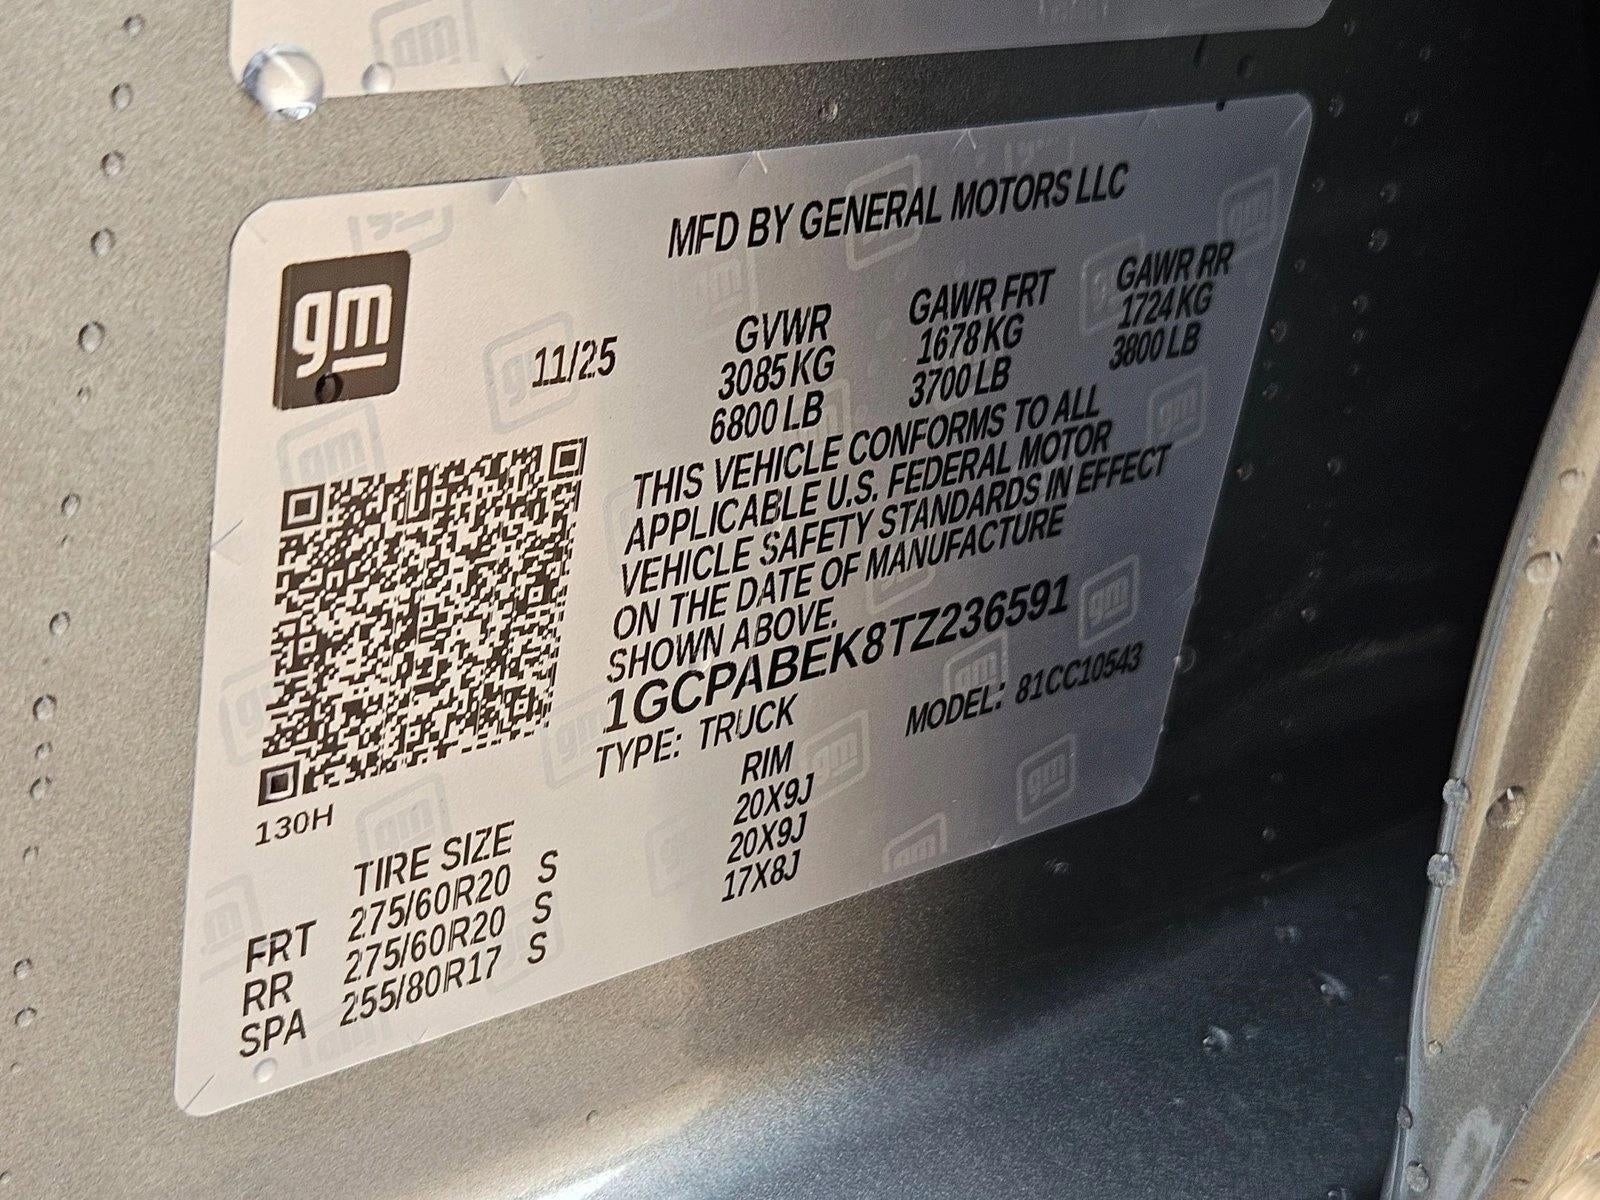 gm
MFD BY GENERAL MOTORS LLC
11/25 GVWR GAWR FRT GAWR RR
3085 KG 1678 KG 1724 KG
6800 LB 3700 LB 3800 LB
THIS VEHICLE CONFORMS TO ALL
APPLICABLE U.S. FEDERAL MOTOR
VEHICLE SAFETY STANDARDS IN EFFECT
ON THE DATE OF MANUFACTURE
SHOWN ABOVE.
1GCPABEK8TZ236591
TYPE: TRUCK MODEL: 81CC10543
130H
TIRE SIZE RIM
FRT 275/60R20 S 20X9J
RR 275/60R20 S 20X9J
SPA 255/80R17 S 17X8J